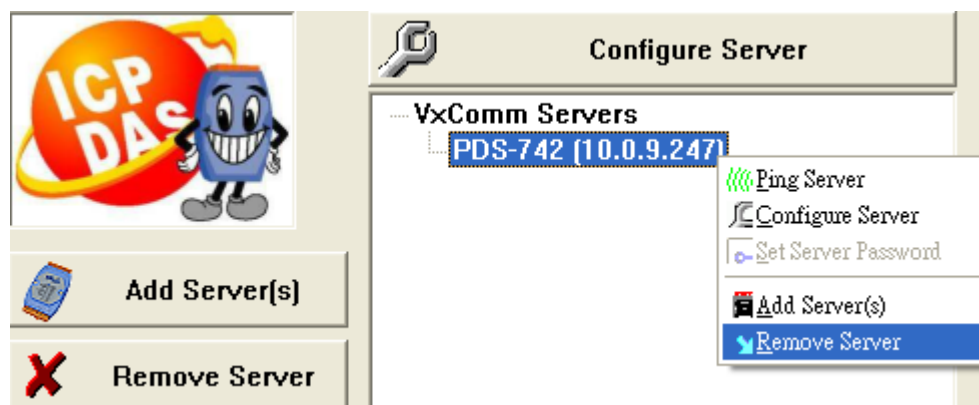 ICP
DAS
Add Server(s)
Remove Server
Configure Server
VxComm Servers
PDS-742 (10.0.9.247)
Ping Server
Configure Server
Set Server Password
Add Server(s)
Remove Server